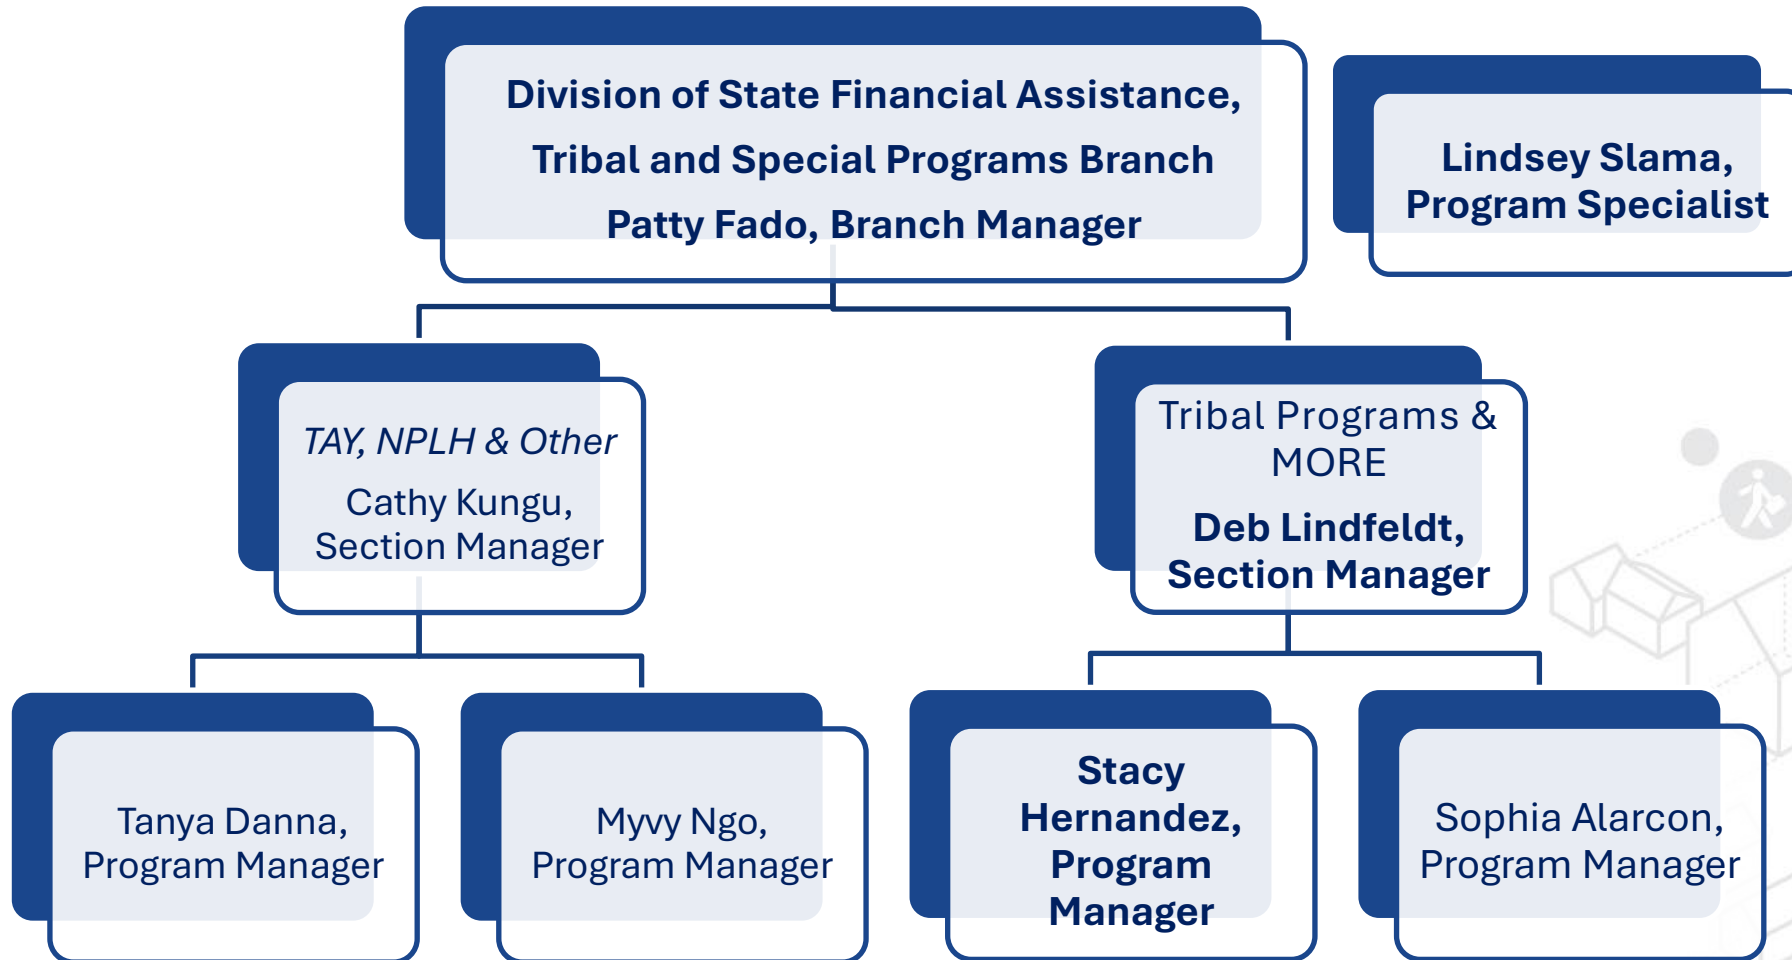 Division of State Financial Assistance,
Tribal and Special Programs Branch
Patty Fado, Branch Manager
Lindsey Slama,
Program Specialist
TAY, NPLH & Other
Cathy Kungu,
Section Manager
Tribal Programs &
MORE
Deb Lindfeldt,
Section Manager
Tanya Danna,
Program Manager
Myvy Ngo,
Program Manager
Stacy
Hernandez,
Program
Manager
Sophia Alarcon,
Program Manager